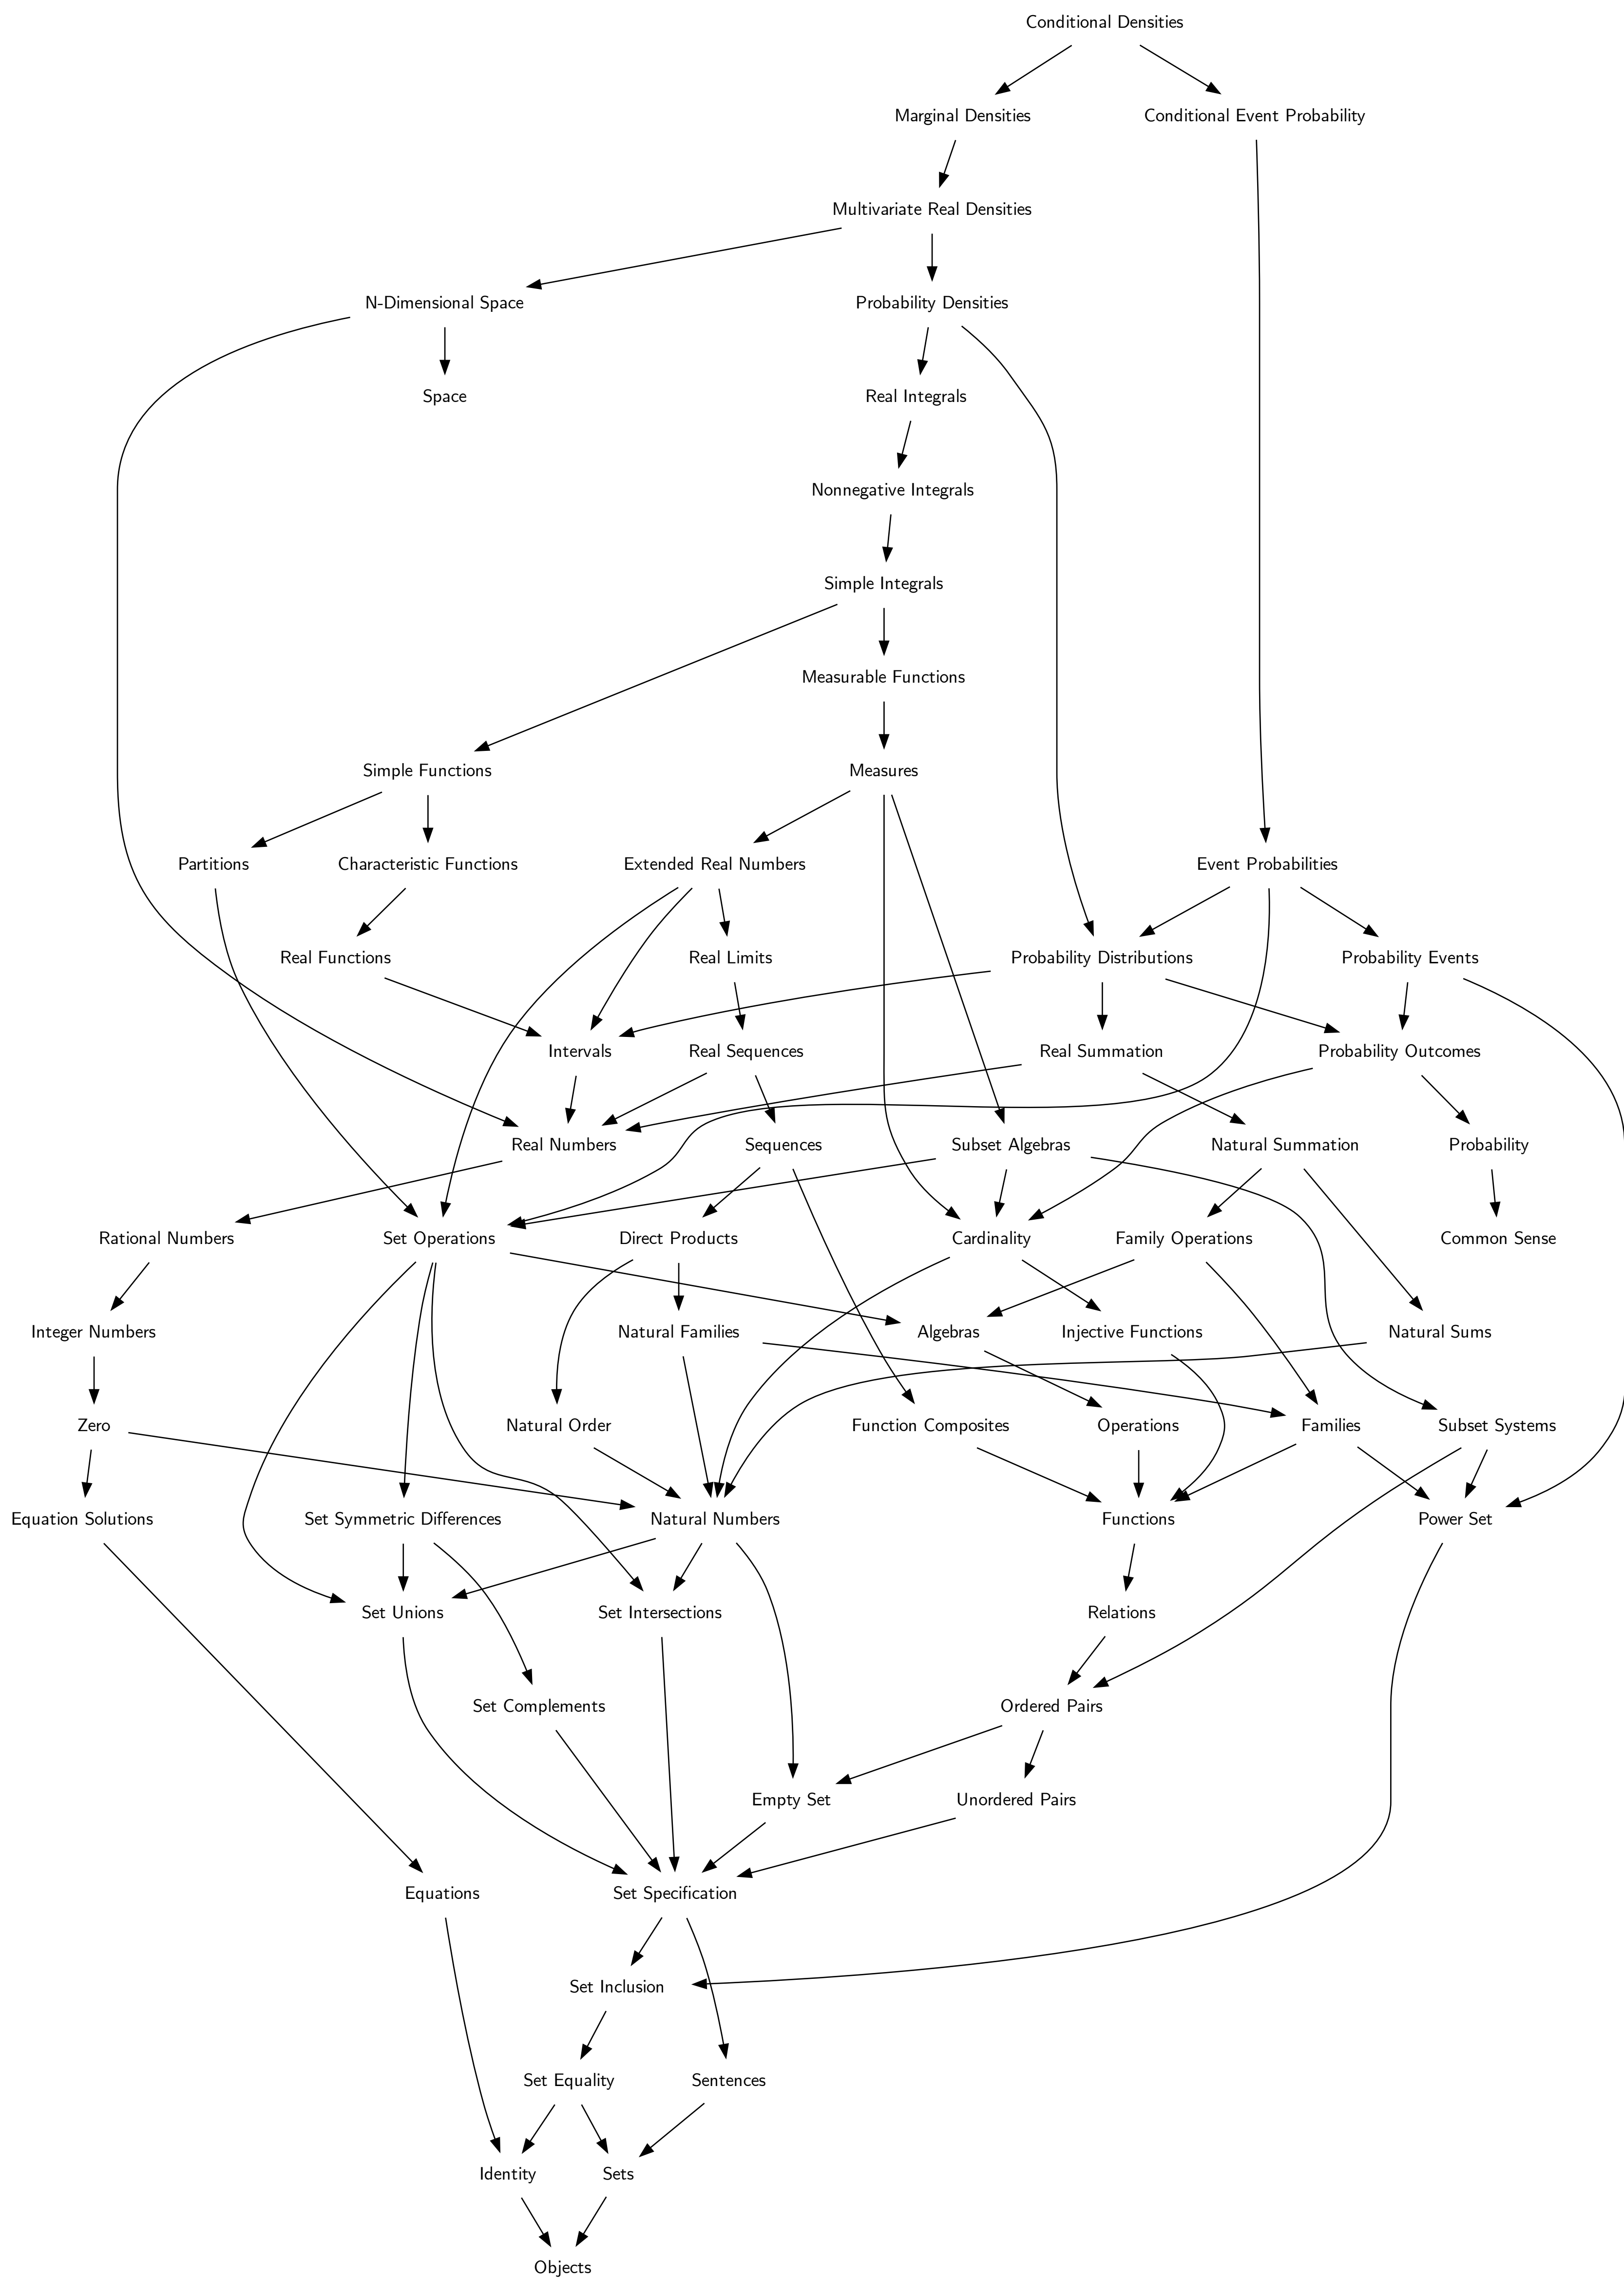 Conditional Densities
Marginal Densities
Conditional Event Probability
Multivariate Real Densities
N-Dimensional Space
Probability Densities
Space
Real Integrals
Nonnegative Integrals
Simple Integrals
Measurable Functions
Simple Functions
Measures
Partitions
Characteristic Functions
Extended Real Numbers
Event Probabilities
Real Functions
Real Limits
Probability Distributions
Probability Events
Intervals
Real Sequences
Real Summation
Probability Outcomes
Real Numbers
Sequences
Subset Algebras
Natural Summation
Probability
Rational Numbers
Set Operations
Direct Products
Cardinality
Family Operations
Common Sense
Integer Numbers
Natural Families
Algebras
Injective Functions
Natural Sums
Zero
Natural Order
Function Composites
Operations
Families
Subset Systems
Equation Solutions
Set Symmetric Differences
Natural Numbers
Functions
Power Set
Set Unions
Set Intersections
Relations
Set Complements
Ordered Pairs
Empty Set
Unordered Pairs
Equations
Set Specification
Set Inclusion
Set Equality
Sentences
Identity
Sets
Objects